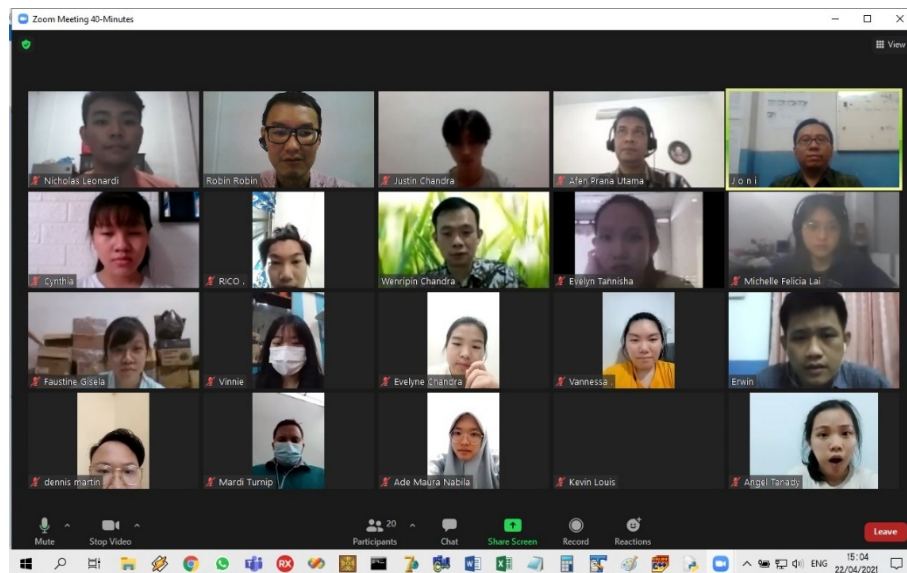 Zoom Meeting 40-Minutes
View
Nicholas Leonardi
Robin Robin
Justin Chandra
Afen Prana Utama
J o n i
Cynthia
RICO .
Wenripin Chandra
Evelyn Tannisha
Michelle Felicia Lai
Faustine Gisela
Vinnie
Evelyne Chandra
Vannessa .
Erwin
dennis martin
Mardi Turnip
Ade Maura Nabila
Kevin Louis
Angel Tanady
Mute
Stop Video
20
Participants
Chat
Share Screen
Record
Reactions
Leave
ENG
15:04
22/04/2021